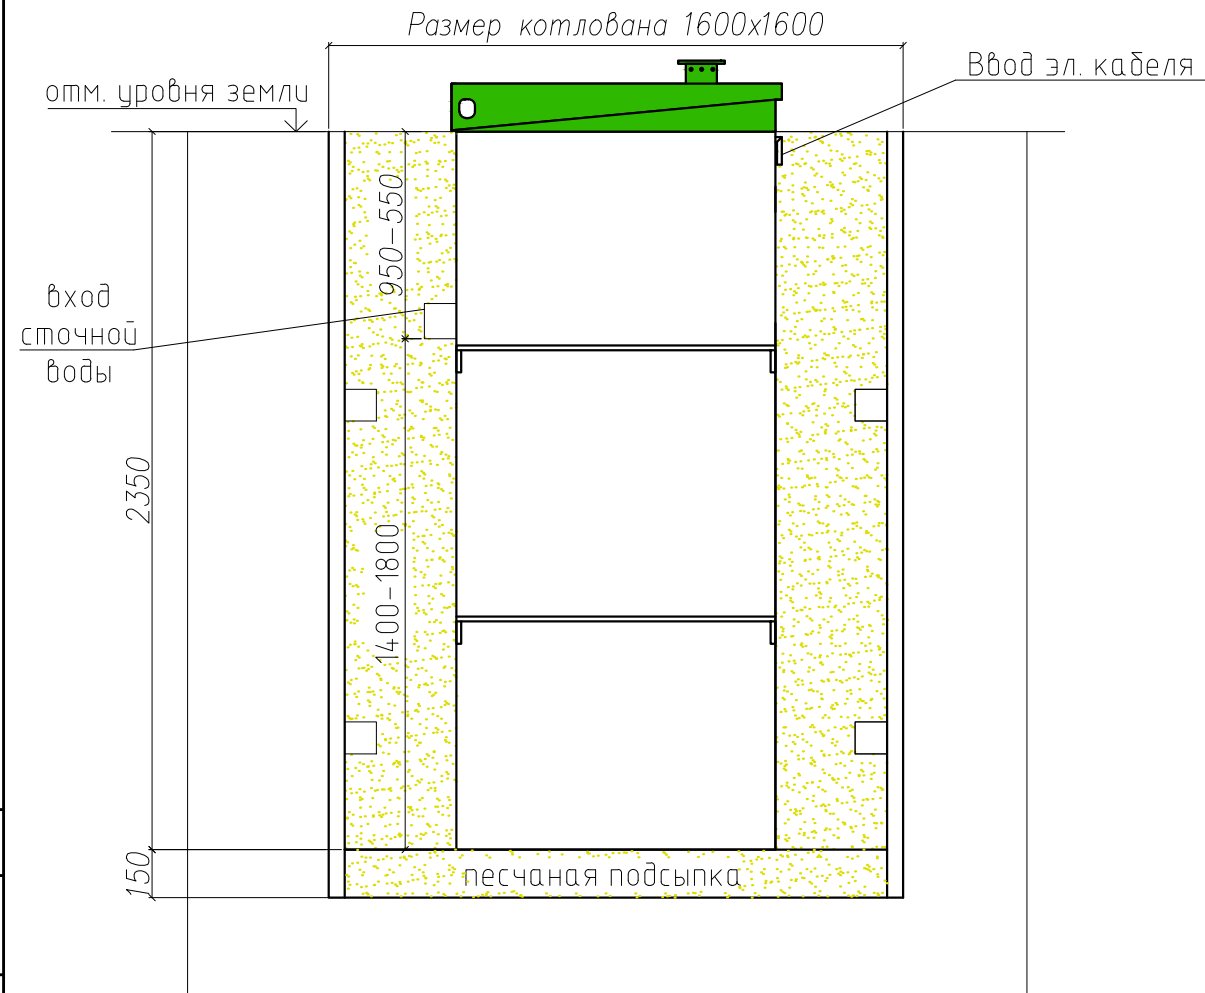 Размер котлована 1600х1600
Ввод эл. кабеля
отм. уровня земли
950-550
вход
сточной
воды
2350
1400-1800
150
песчаная подсыпка